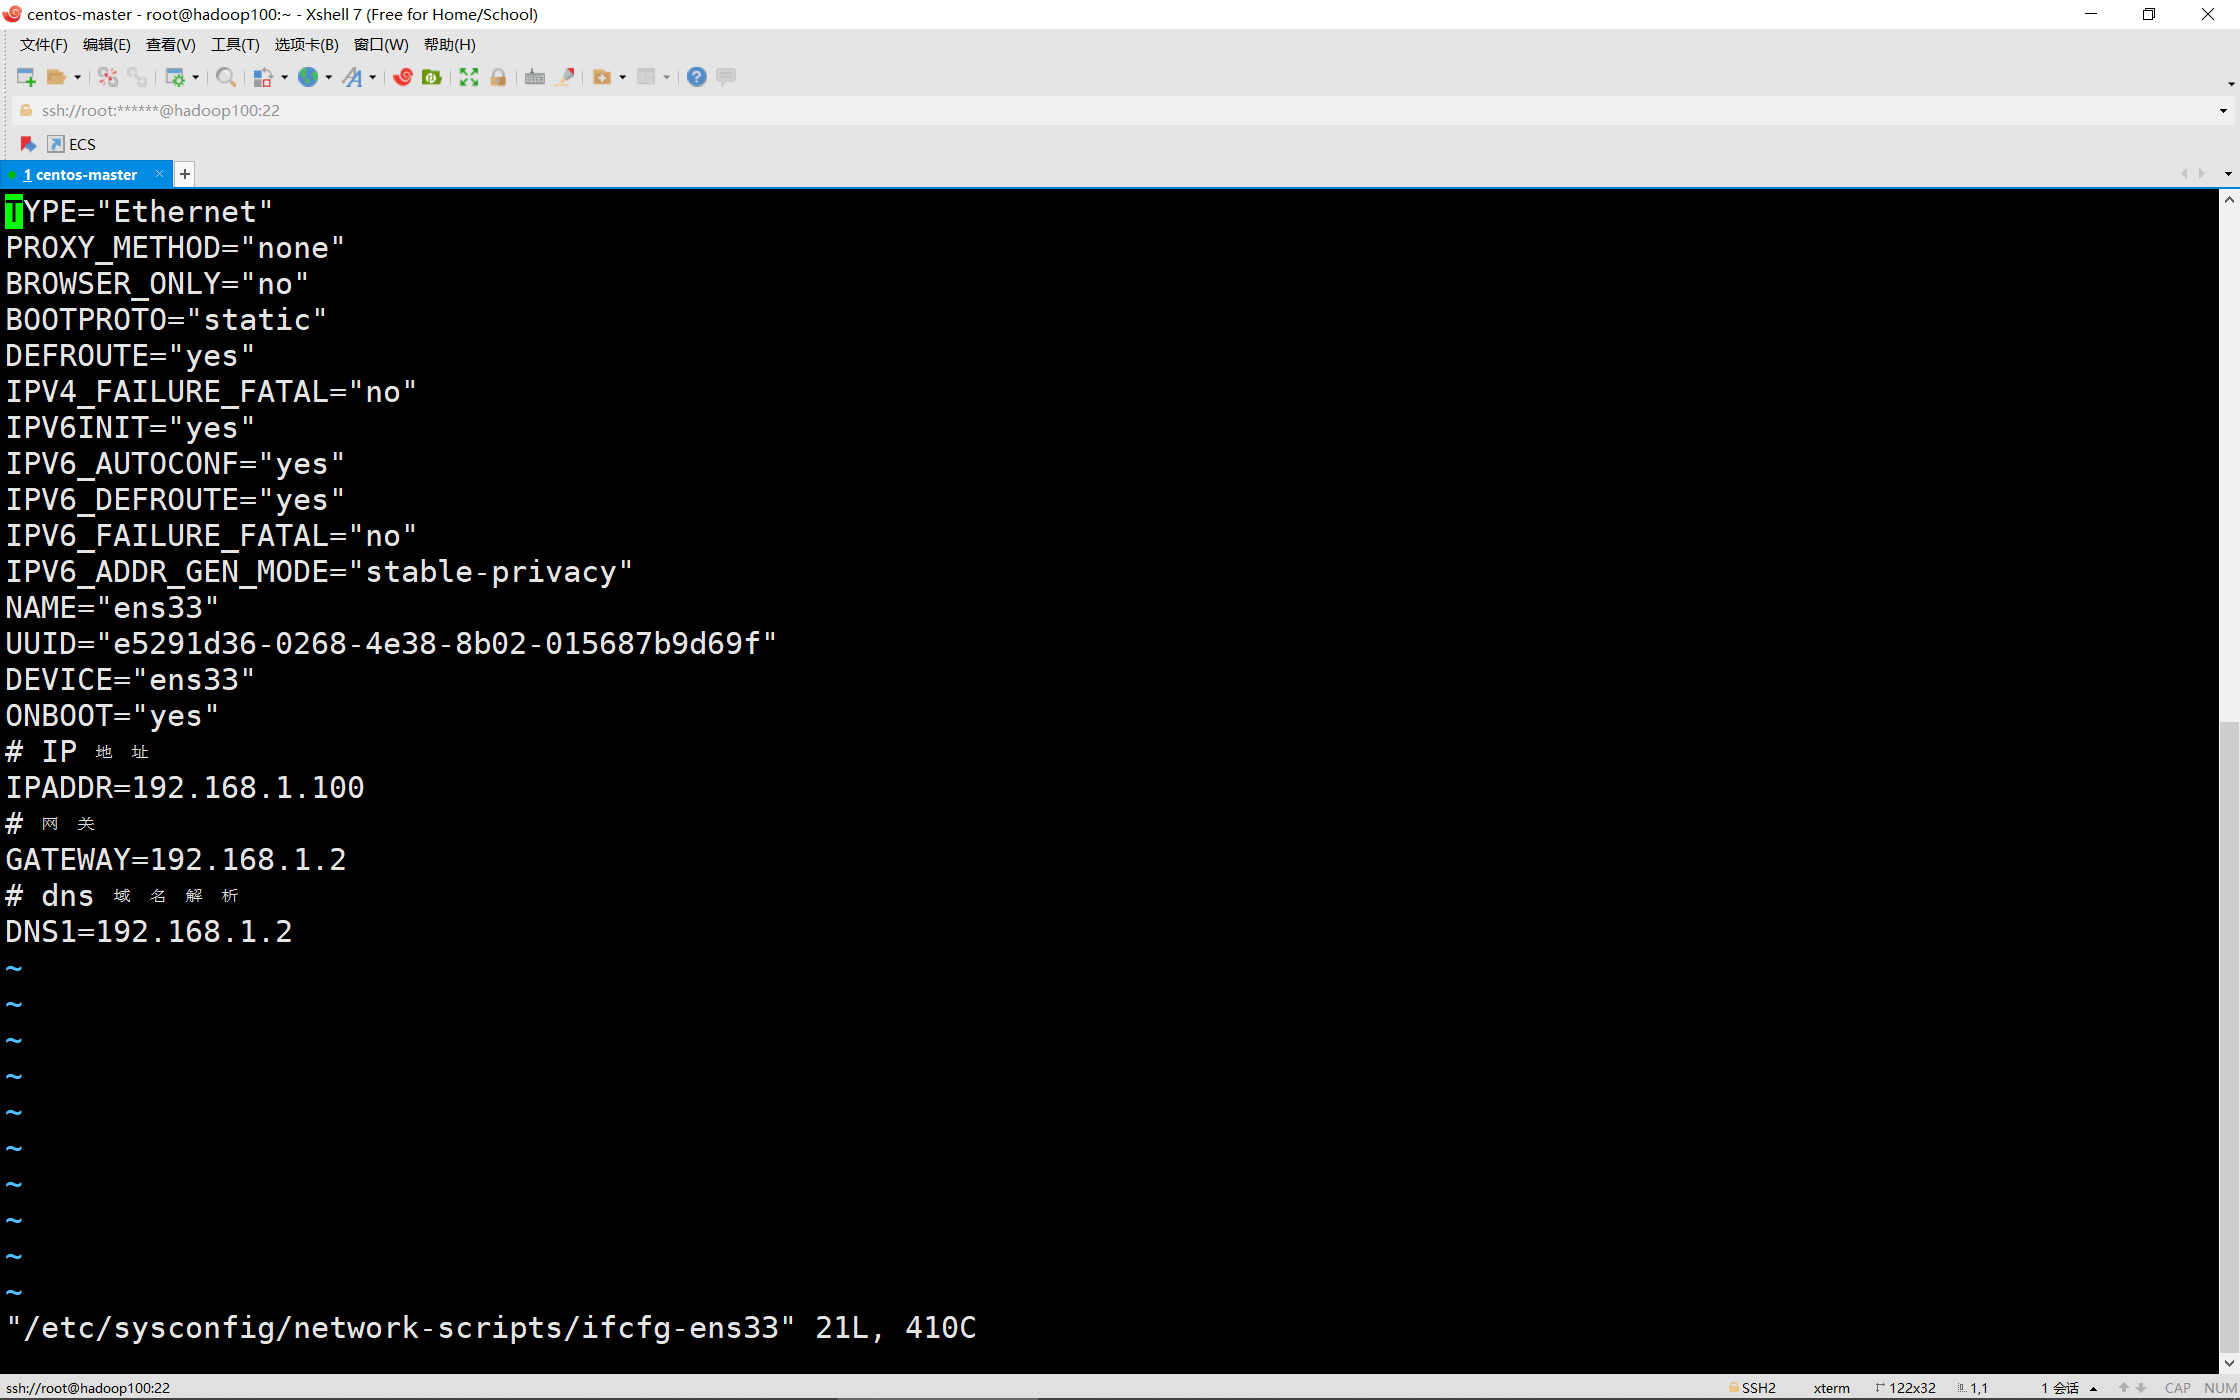 centos-master - root@hadoop100:~ - Xshell 7 (Free for Home/School)
文件(F) 编辑(E) 查看(V) 工具(T) 选项卡(B) 窗口(W) 帮助(H)
ssh://root:******@hadoop100:22
ECS
1 centos-master × +
TYPE="Ethernet"
PROXY_METHOD="none"
BROWSER_ONLY="no"
BOOTPROTO="static"
DEFROUTE="yes"
IPV4_FAILURE_FATAL="no"
IPV6INIT="yes"
IPV6_AUTOCONF="yes"
IPV6_DEFROUTE="yes"
IPV6_FAILURE_FATAL="no"
IPV6_ADDR_GEN_MODE="stable-privacy"
NAME="ens33"
UUID="e5291d36-0268-4e38-8b02-015687b9d69f"
DEVICE="ens33"
ONBOOT="yes"
# IP 地 址
IPADDR=192.168.1.100
# 网 关
GATEWAY=192.168.1.2
# dns 域 名 解 析
DNS1=192.168.1.2
~
~
~
~
~
~
~
~
~
~
"/etc/sysconfig/network-scripts/ifcfg-ens33" 21L, 410C
ssh://root@hadoop100:22 SSH2 xterm 122x32 1,1 1 会话 CAP NUM